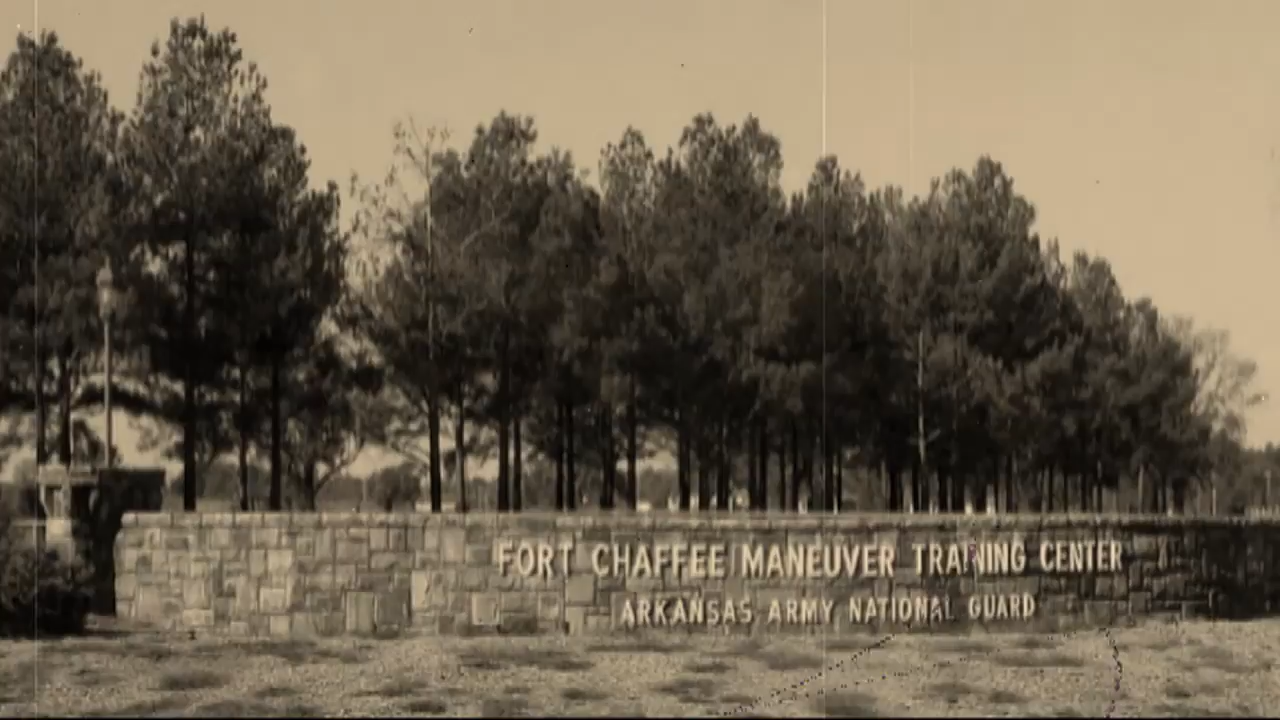 FORT CHAFFEE MANEUVER TRAINING CENTER
ARKANSAS ARMY NATIONAL GUARD